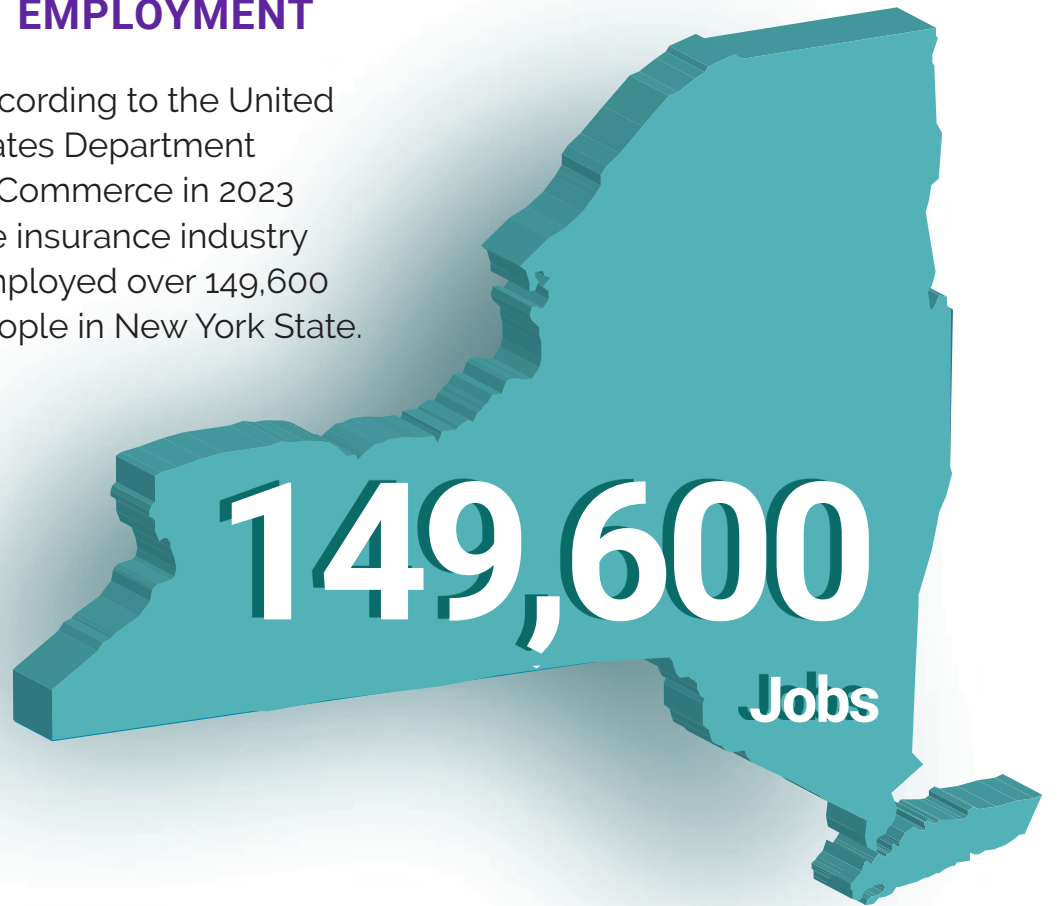 EMPLOYMENT
cording to the United
ates Department
Commerce in 2023
e insurance industry
mployed over 149,600
ople in New York State.
149,600
Jobs